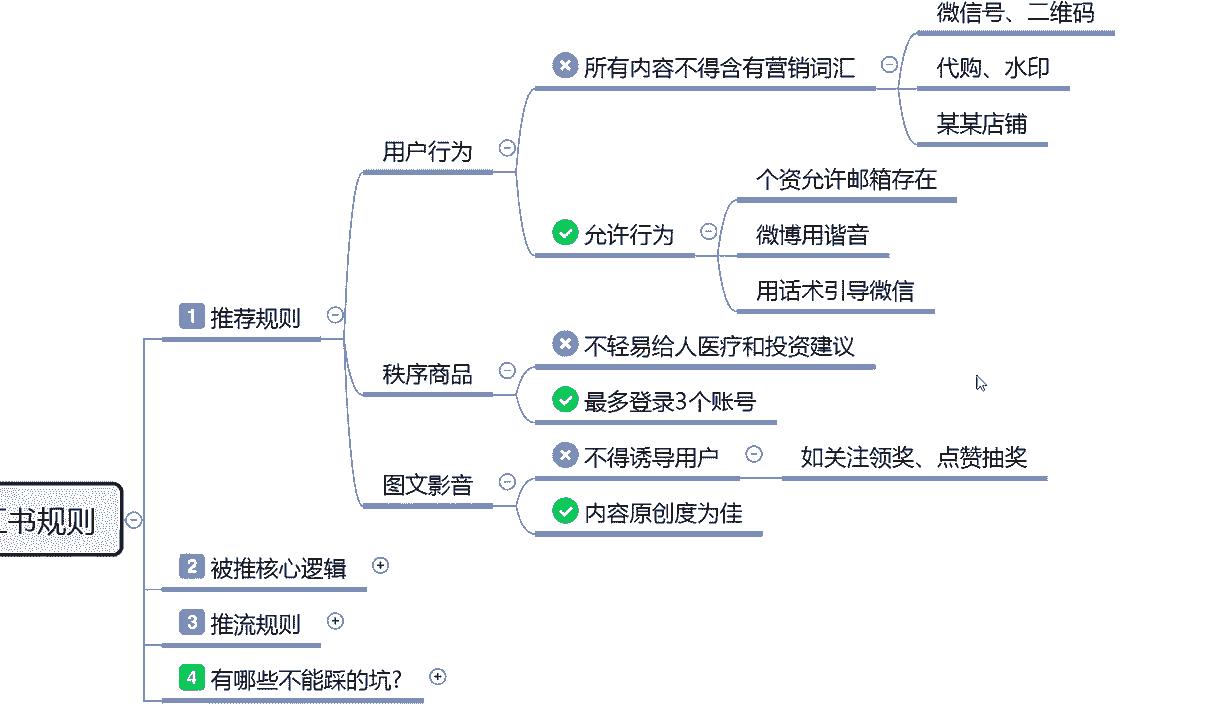 微信号、二维码
所有内容不得含有营销词汇
代购、水印
某某店铺
用户行为
个资允许邮箱存在
允许行为
微博用谐音
用话术引导微信
1 推荐规则
不轻易给人医疗和投资建议
秩序商品
最多登录3个账号
不得诱导用户
如关注领奖、点赞抽奖
图文影音
内容原创度为佳
书规则
2 被推核心逻辑
3 推流规则
4 有哪些不能踩的坑?